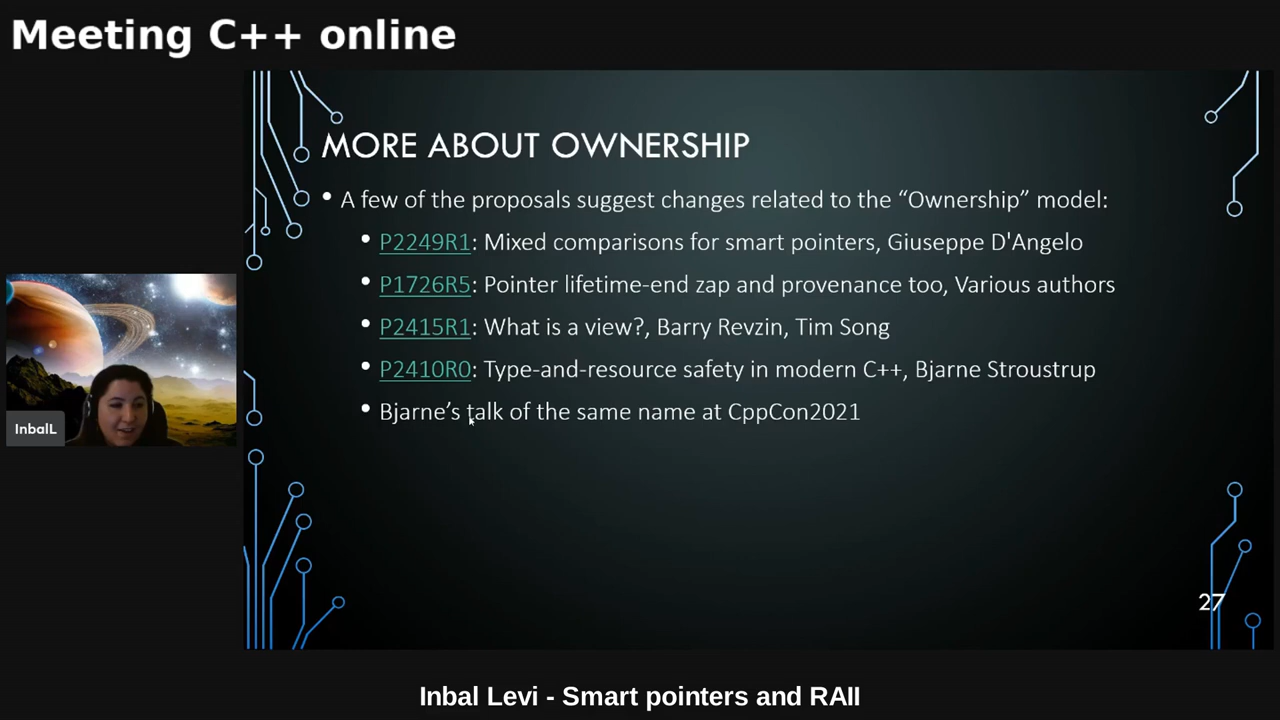 Meeting C++ online
MORE ABOUT OWNERSHIP
• A few of the proposals suggest changes related to the “Ownership” model:
• P2249R1: Mixed comparisons for smart pointers, Giuseppe D'Angelo
• P1726R5: Pointer lifetime-end zap and provenance too, Various authors
• P2415R1: What is a view?, Barry Revzin, Tim Song
• P2410R0: Type-and-resource safety in modern C++, Bjarne Stroustrup
• Bjarne’s talk of the same name at CppCon2021
InbalL
27
Inbal Levi - Smart pointers and RAII